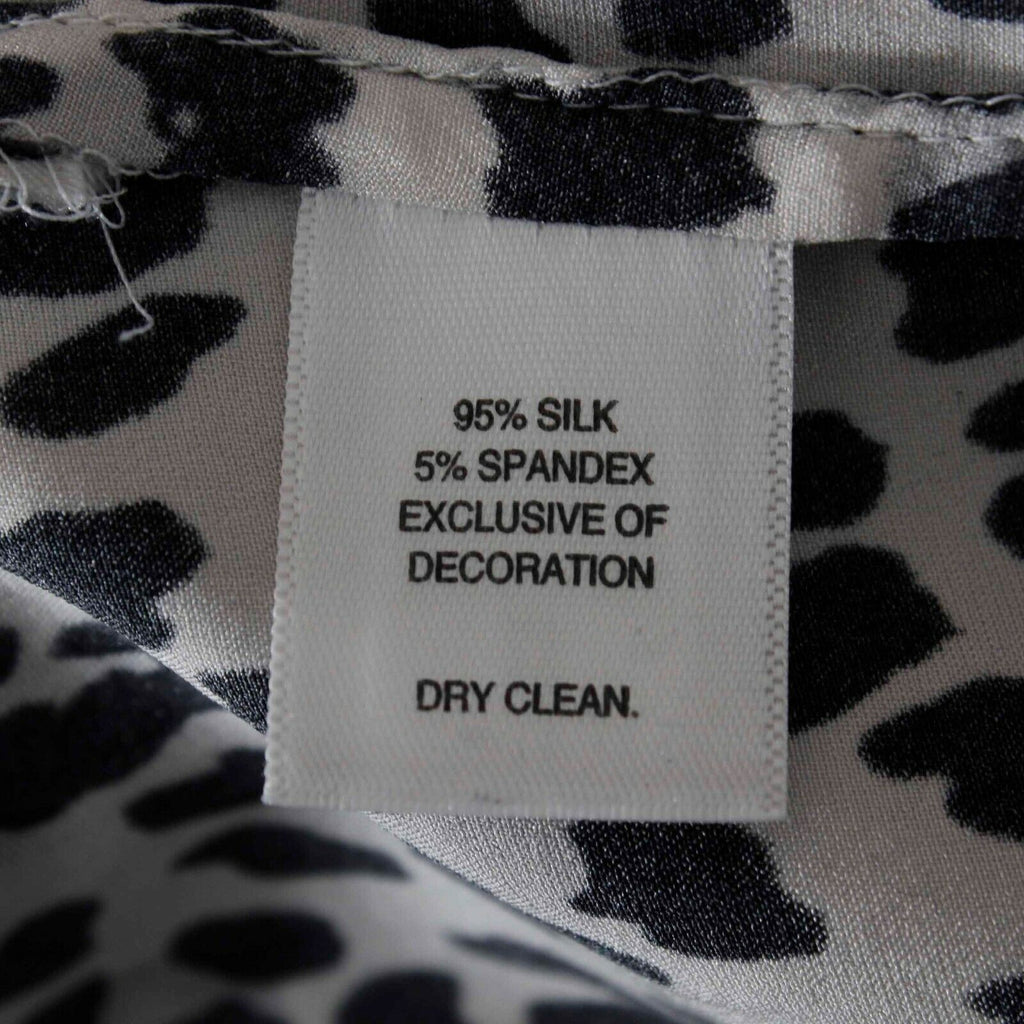 95% SILK
5% SPANDEX
EXCLUSIVE OF
DECORATION
DRY CLEAN.